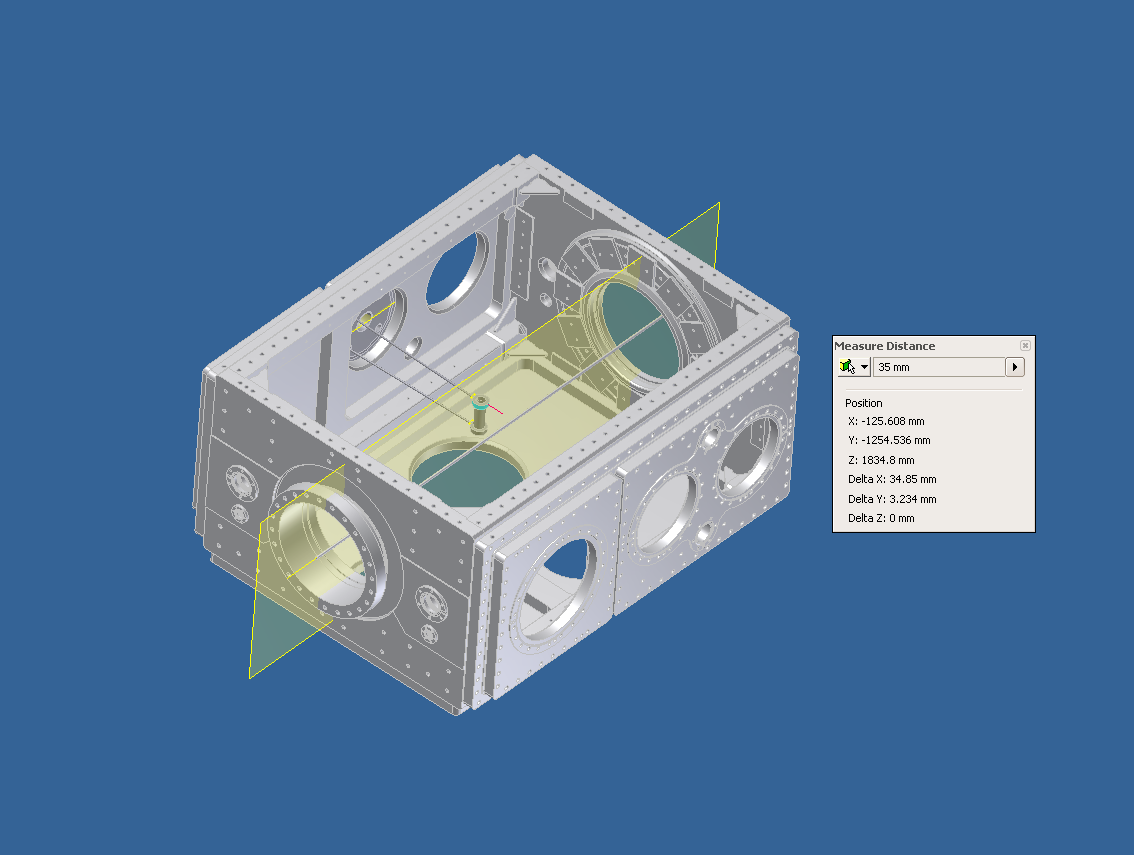 Measure Distance
35 mm
Position
X: -125.608 mm
Y: -1254.536 mm
Z: 1834.8 mm
Delta X: 34.85 mm
Delta Y: 3.234 mm
Delta Z: 0 mm